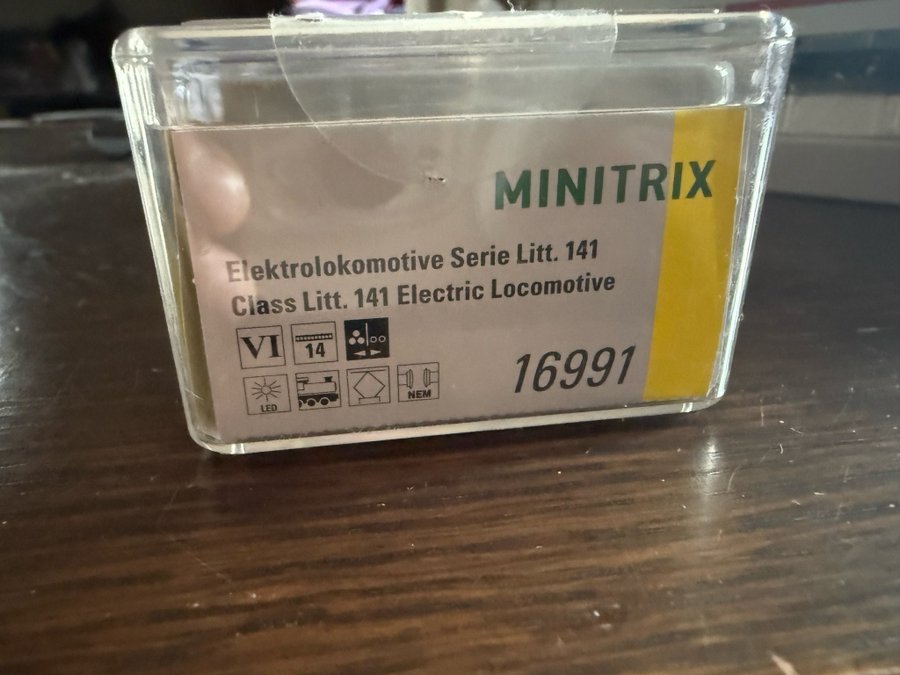 MINITRIX
Elektrolokomotive Serie Litt. 141
Class Litt. 141 Electric Locomotive
VI 14
LED NEM
16991